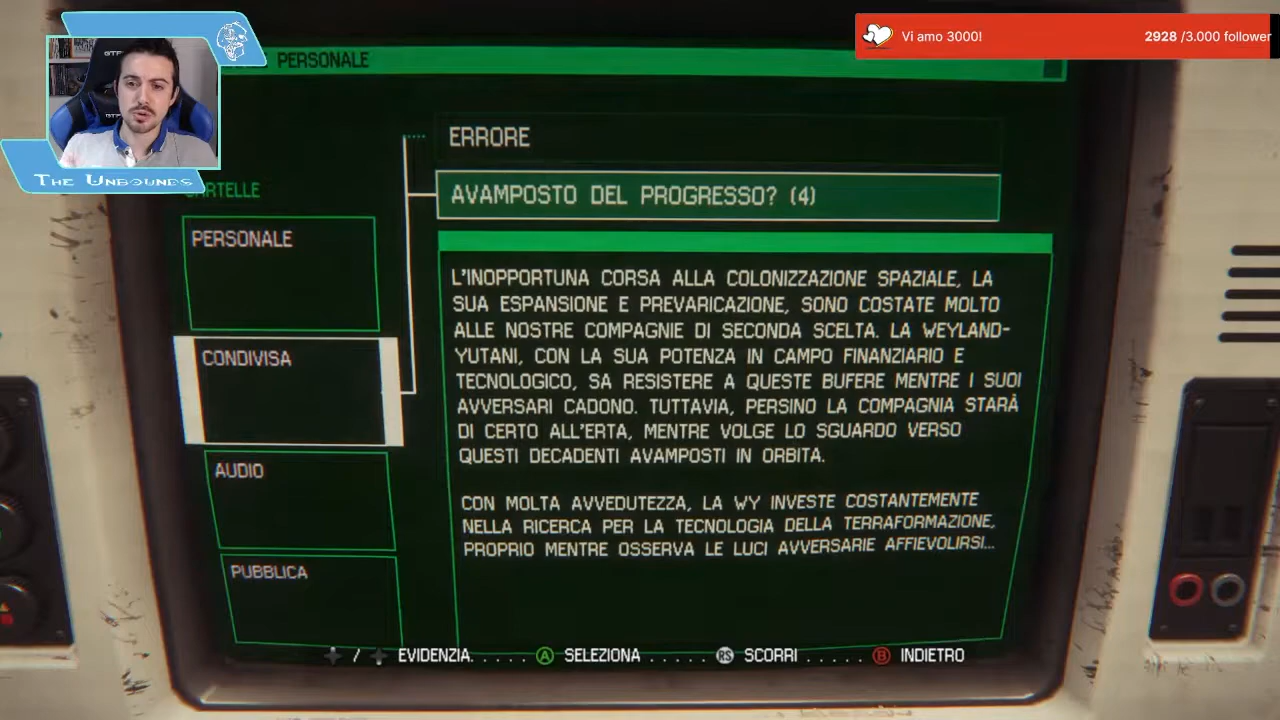 Vi amo 3000!
2928 /3.000 follower
PERSONALE
The Unbounds
ERRORE
AVAMPOSTO DEL PROGRESSO? (4)
PERSONALE
CONDIVISA
AUDIO
PUBBLICA
L'INOPPORTUNA CORSA ALLA COLONIZZAZIONE SPAZIALE, LA
SUA ESPANSIONE E PREVARICAZIONE, SONO COSTATE MOLTO
ALLE NOSTRE COMPAGNIE DI SECONDA SCELTA. LA WEYLAND-
YUTANI, CON LA SUA POTENZA IN CAMPO FINANZIARIO E
TECNOLOGICO, SA RESISTERE A QUESTE BUFERE MENTRE I SUOI
AVVERSARI CADONO. TUTTAVIA, PERSINO LA COMPAGNIA STARÀ
DI CERTO ALL'ERTA, MENTRE VOLGE LO SGUARDO VERSO
QUESTI DECADENTI AVAMPOSTI IN ORBITA.
CON MOLTA AVVEDUTEZZA, LA WY INVESTE COSTANTEMENTE
NELLA RICERCA PER LA TECNOLOGIA DELLA TERRAFORMAZIONE,
PROPRIO MENTRE OSSERVA LE LUCI AVVERSARIE AFFIEVOLIRSI...
/ EVIDENZIA..... A SELEZIONA ..... RS SCORRI ..... B INDIETRO